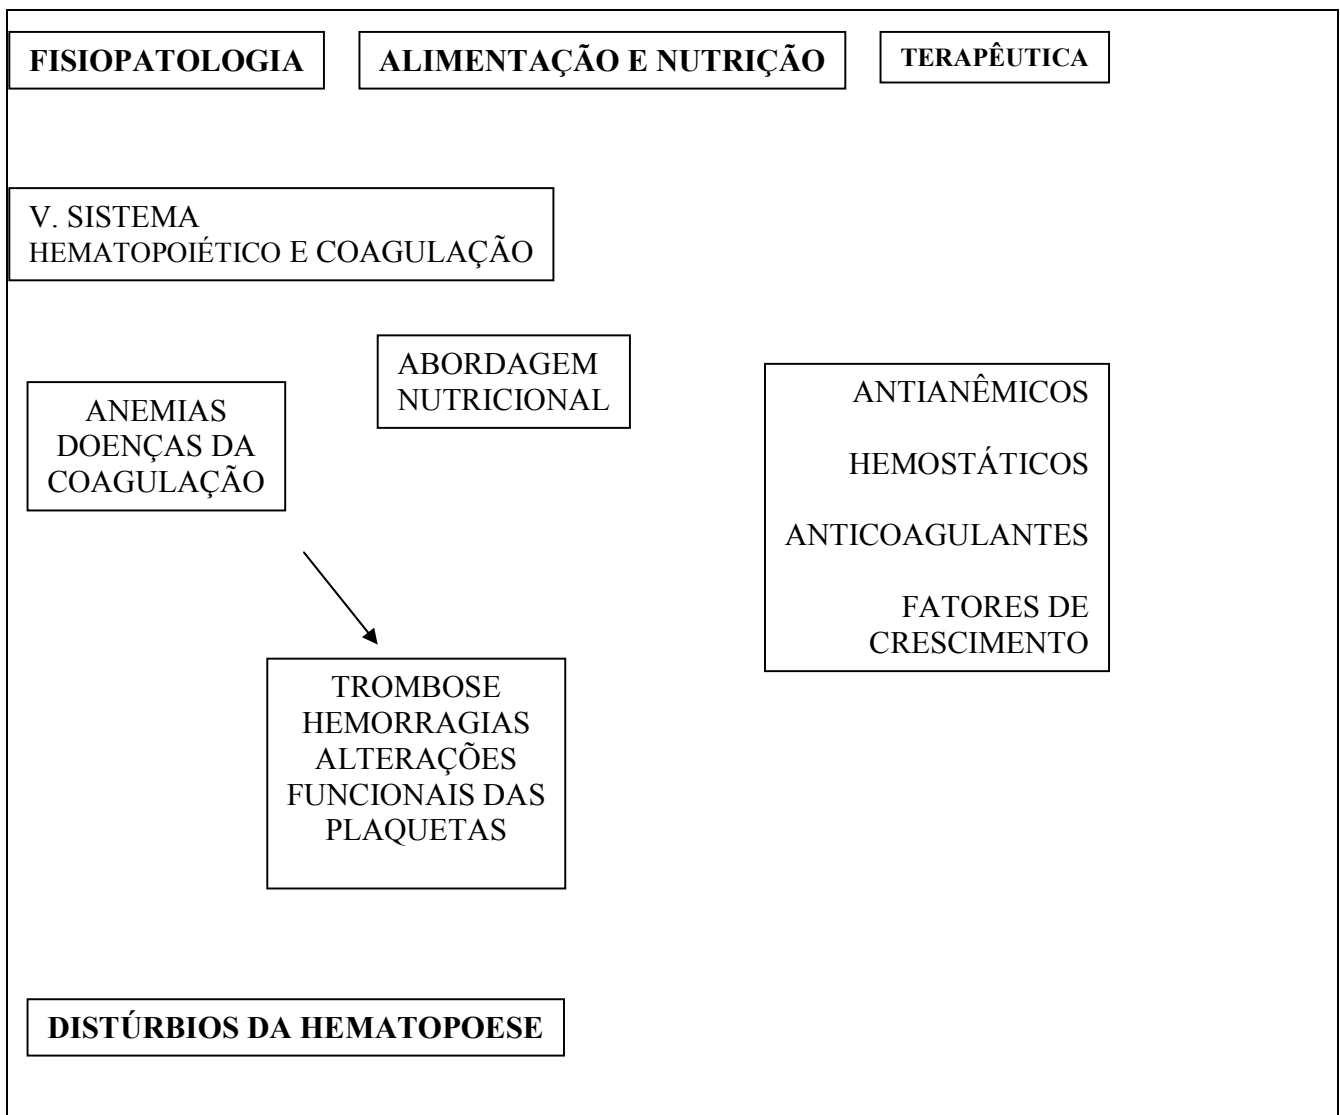 FISIOPATOLOGIA
ALIMENTAÇÃO E NUTRIÇÃO
TERAPÊUTICA
V. SISTEMA
HEMATOPOIÉTICO E COAGULAÇÃO
ABORDAGEM
NUTRICIONAL
ANEMIAS
DOENÇAS DA
COAGULAÇÃO
ANTIANÊMICOS
HEMOSTÁTICOS
ANTICOAGULANTES
FATORES DE
CRESCIMENTO
TROMBOSE
HEMORRAGIAS
ALTERAÇÕES
FUNCIONAIS DAS
PLAQUETAS
DISTÚRBIOS DA HEMATOPOESE